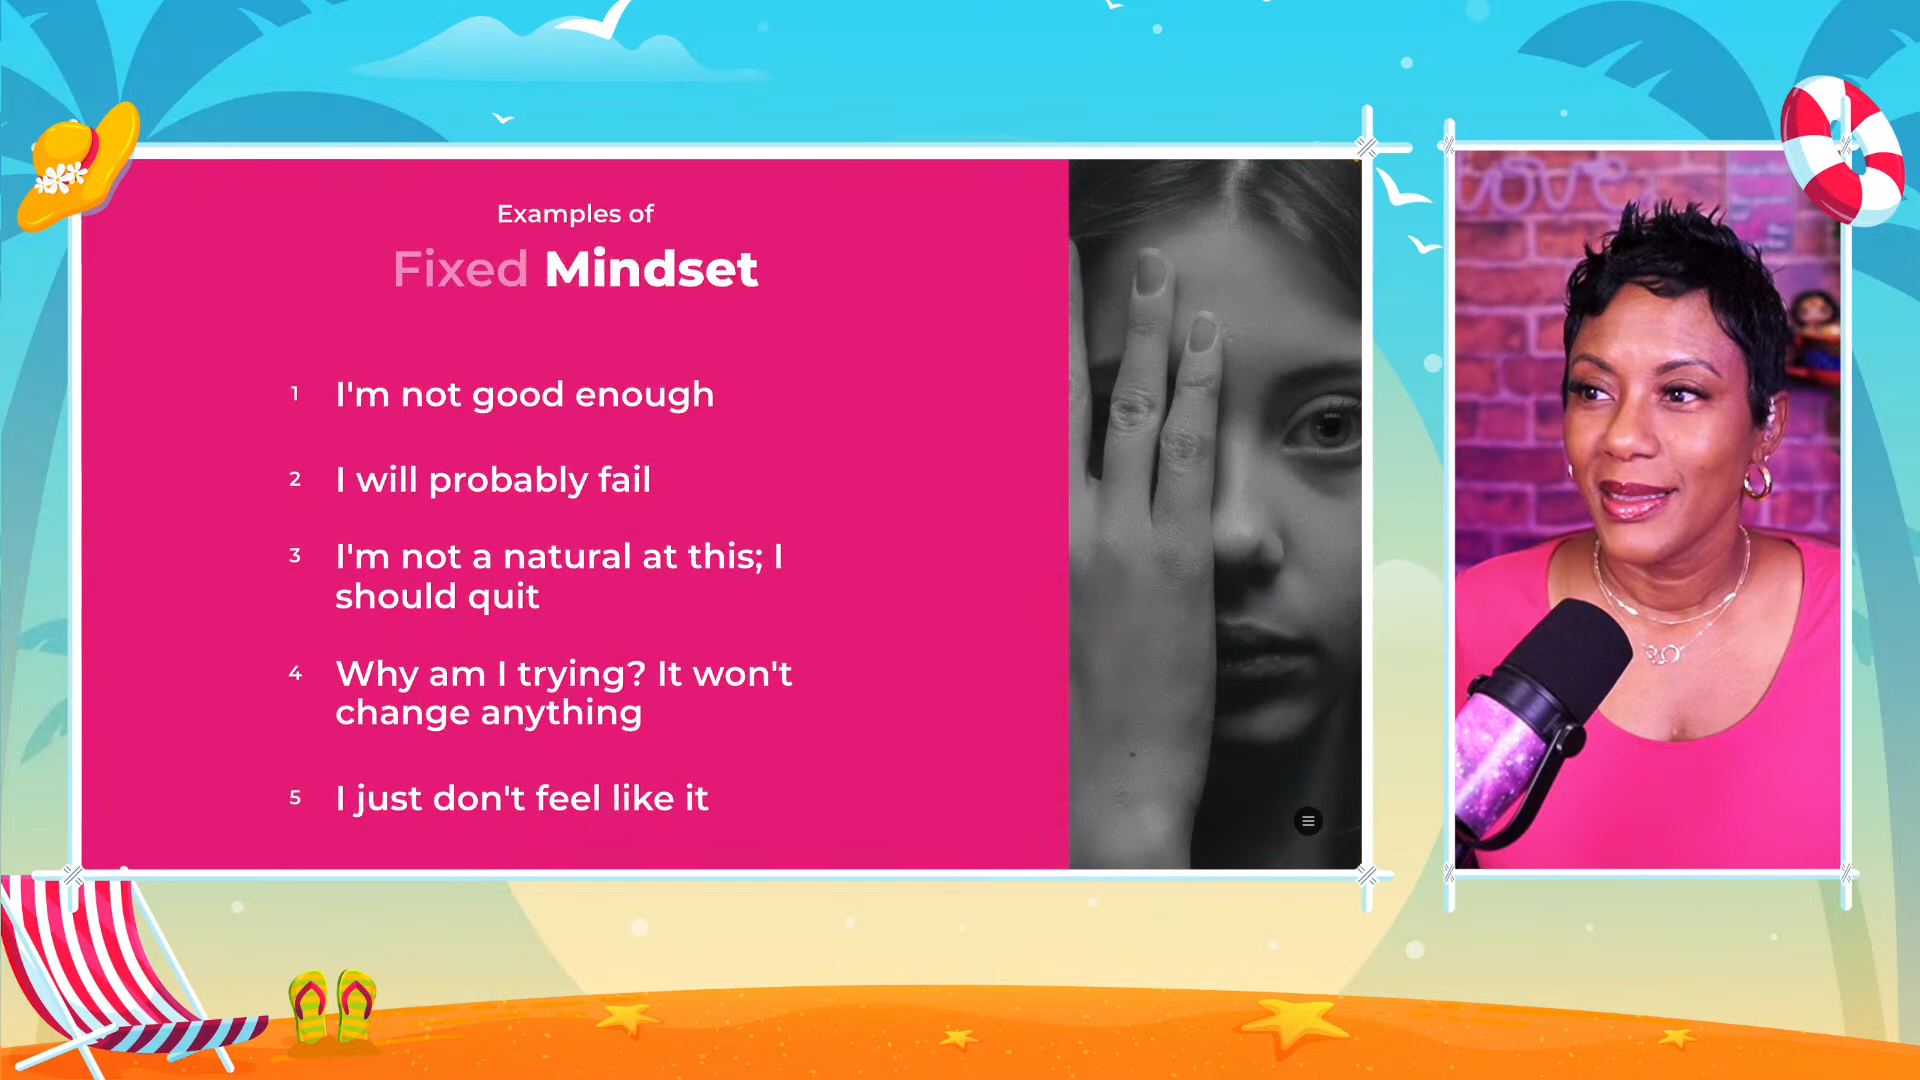 Examples of
Fixed Mindset
1 I'm not good enough
2 I will probably fail
3 I'm not a natural at this; I
should quit
4 Why am I trying? It won't
change anything
5 I just don't feel like it
love